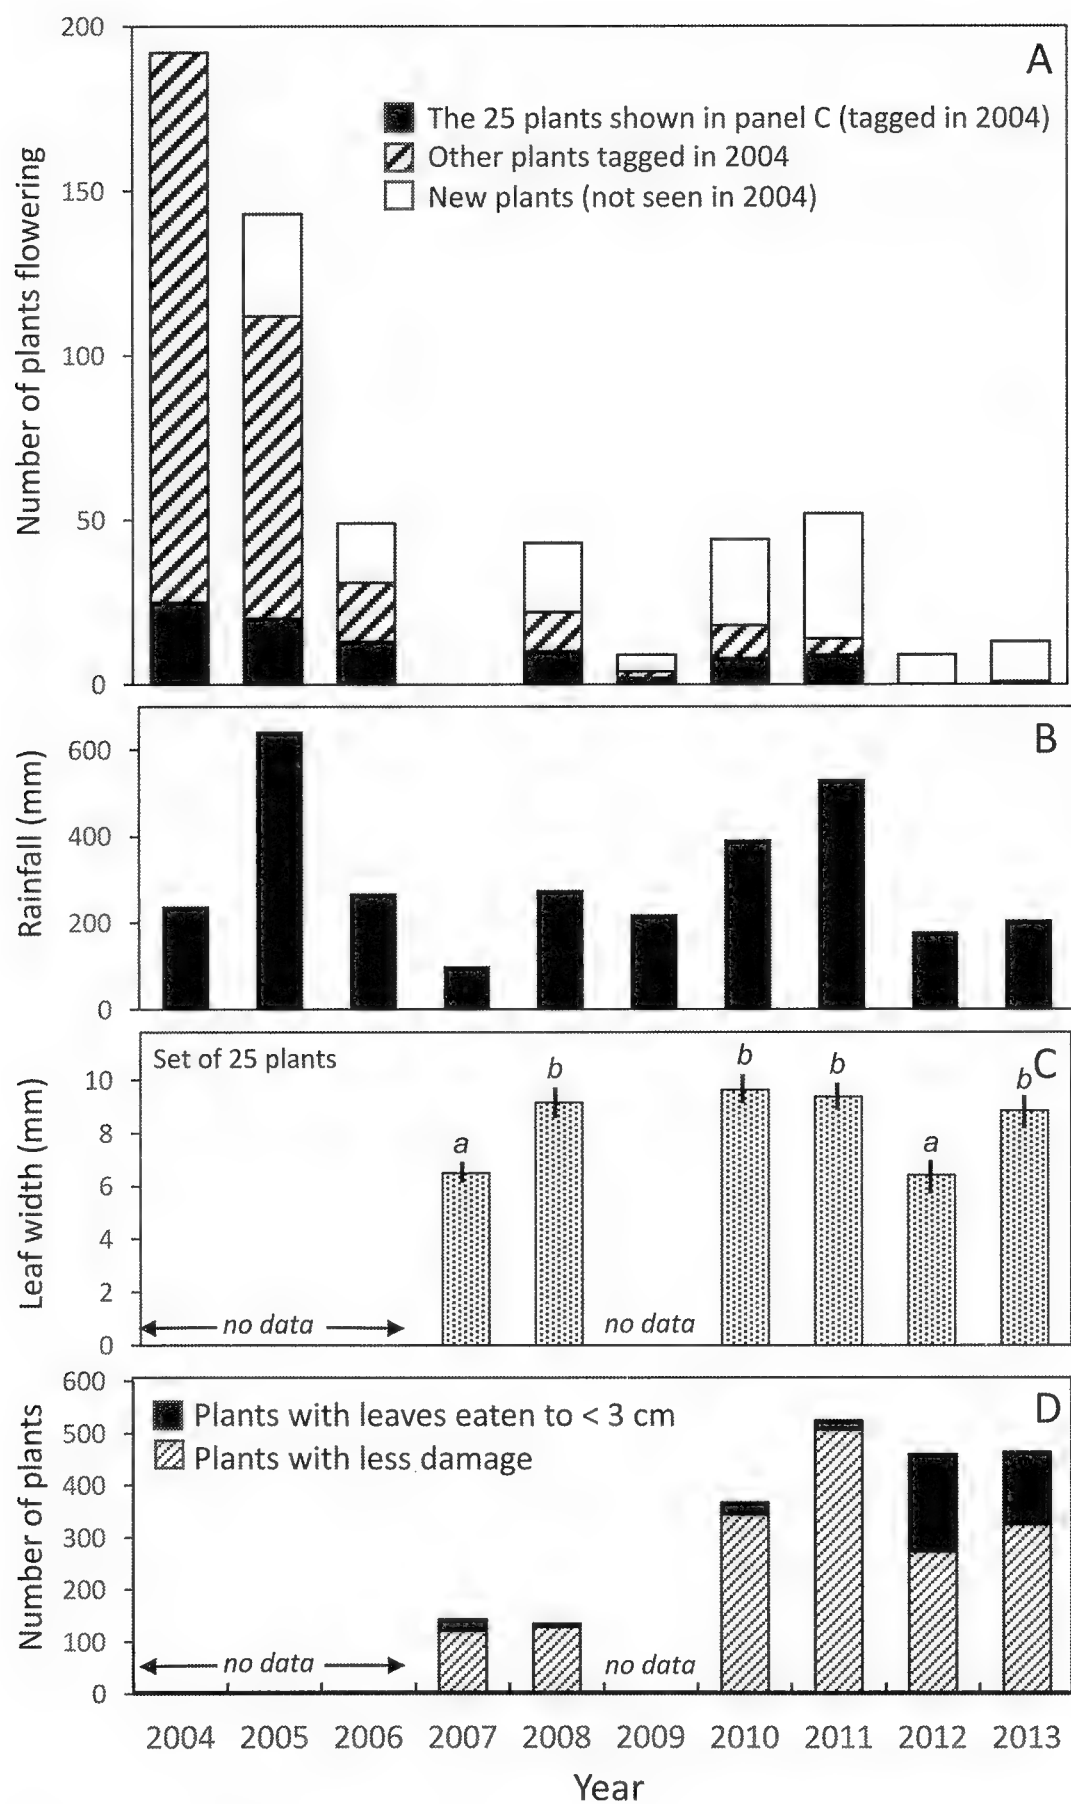 A
Number of plants flowering
200
150
100
50
0
The 25 plants shown in panel C (tagged in 2004)
Other plants tagged in 2004
New plants (not seen in 2004)
B
Rainfall (mm)
600
400
200
0
C
Set of 25 plants
Leaf width (mm)
10
8
6
4
2
0
a
b
b
b
a
b
no data
no data
D
Number of plants
600
500
400
300
200
100
0
Plants with leaves eaten to < 3 cm
Plants with less damage
no data
no data
2004 2005 2006 2007 2008 2009 2010 2011 2012 2013
Year